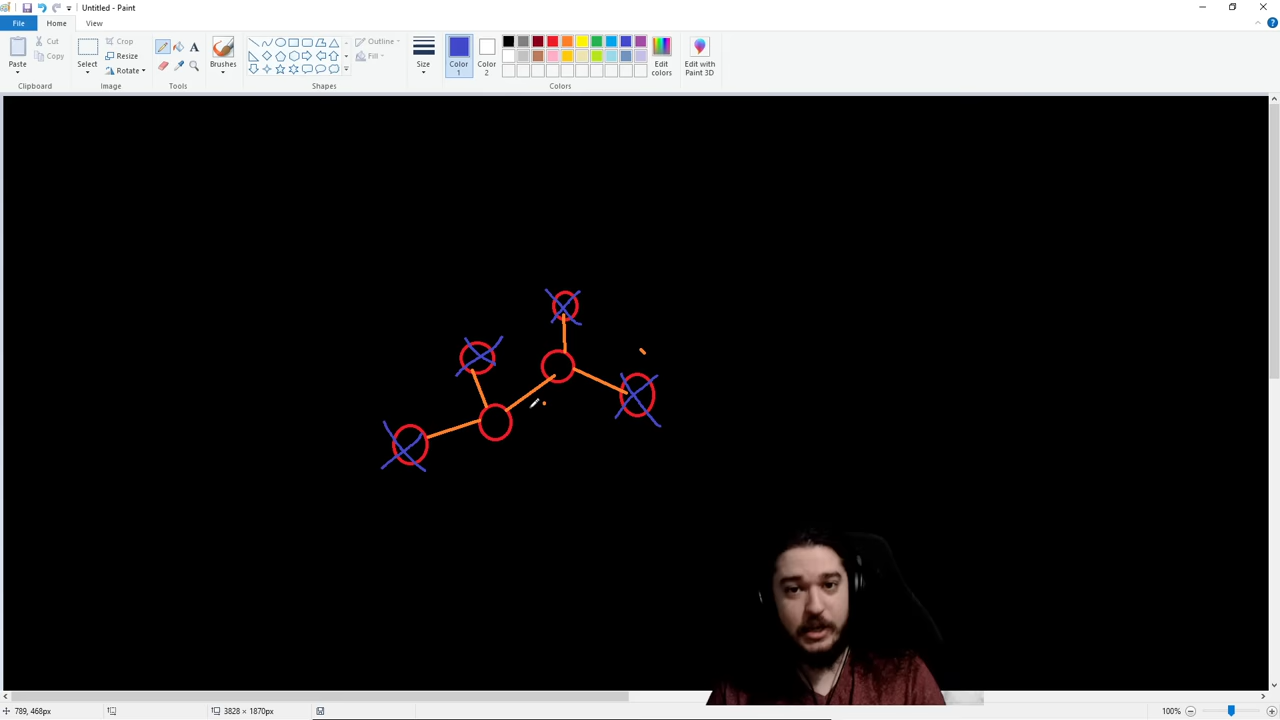 Untitled - Paint
File Home View
Paste
Cut
Copy
Clipboard
Select
Crop
Resize
Rotate
Image
A
Tools
Brushes
Outline
Fill
Shapes
Size
Color 1
Color 2
Edit colors
Colors
Edit with Paint 3D
789, 468px
3828 × 1870px
100%